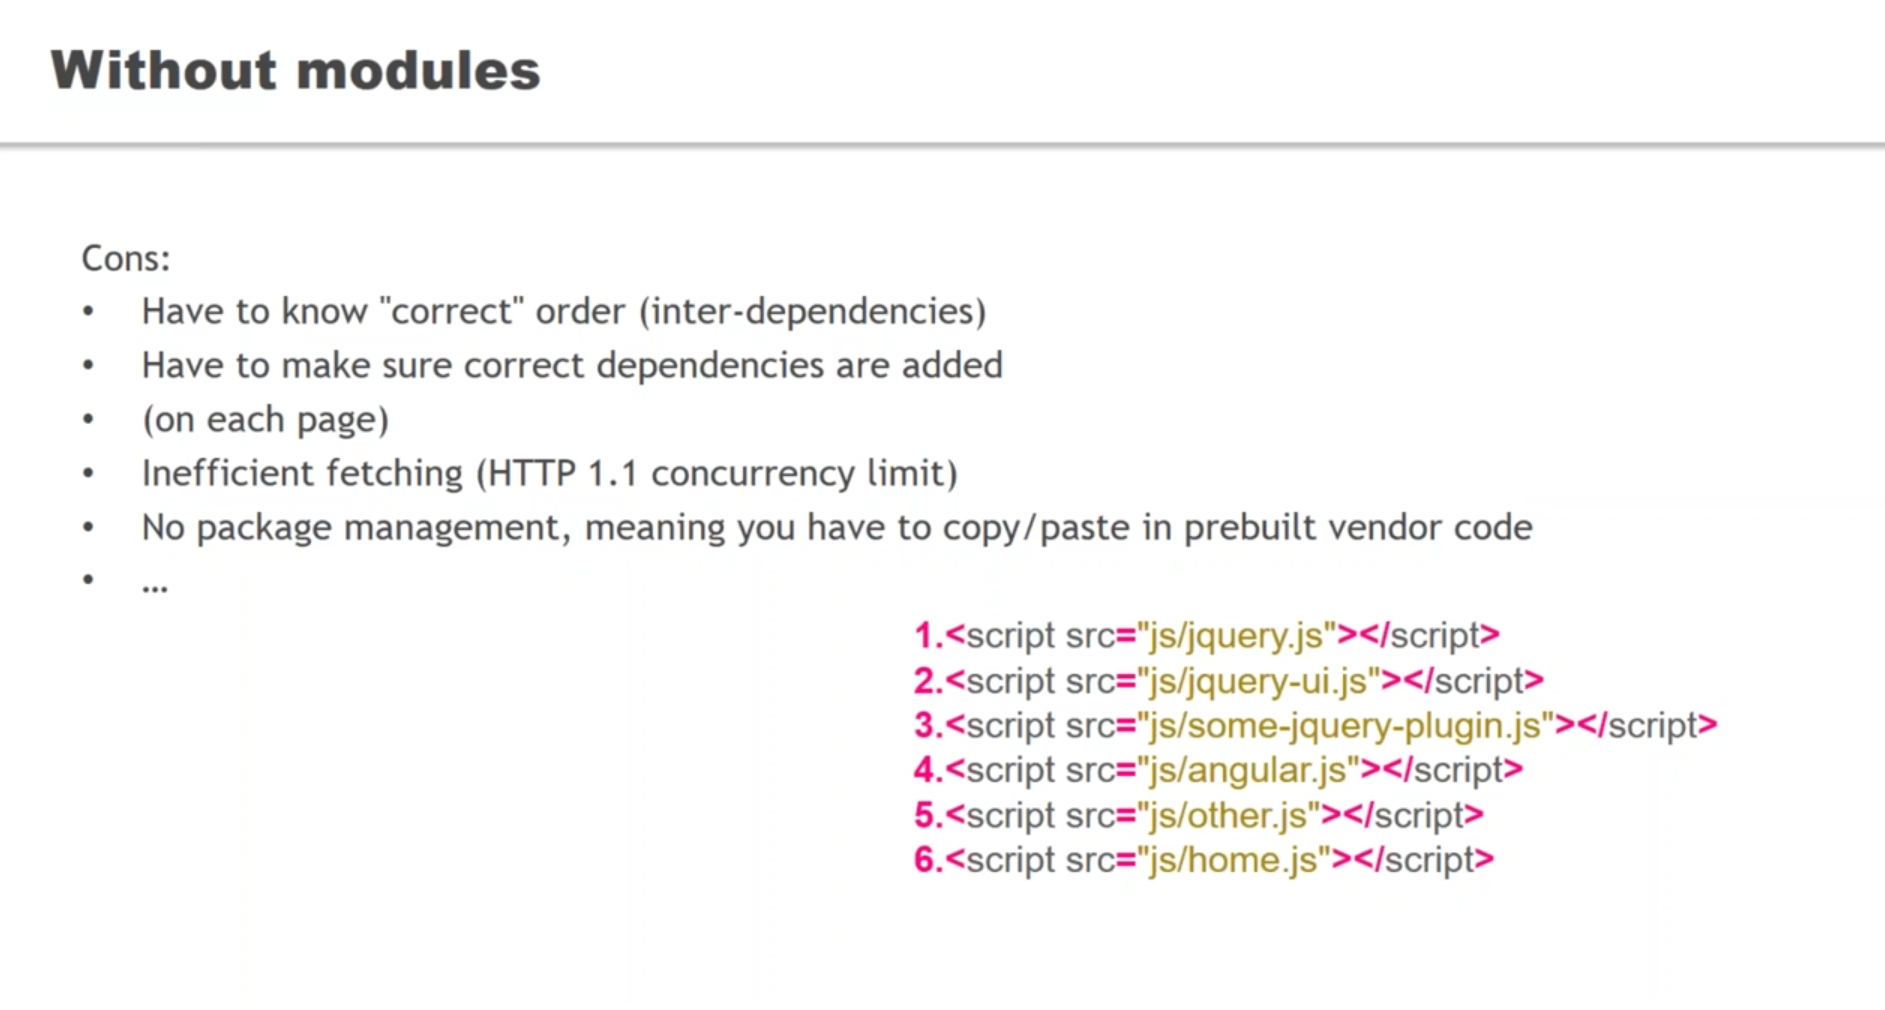 Without modules
Cons:
• Have to know "correct" order (inter-dependencies)
• Have to make sure correct dependencies are added
• (on each page)
• Inefficient fetching (HTTP 1.1 concurrency limit)
• No package management, meaning you have to copy/paste in prebuilt vendor code
• ...
1.<script src="js/jquery.js"></script>
2.<script src="js/jquery-ui.js"></script>
3.<script src="js/some-jquery-plugin.js"></script>
4.<script src="js/angular.js"></script>
5.<script src="js/other.js"></script>
6.<script src="js/home.js"></script>